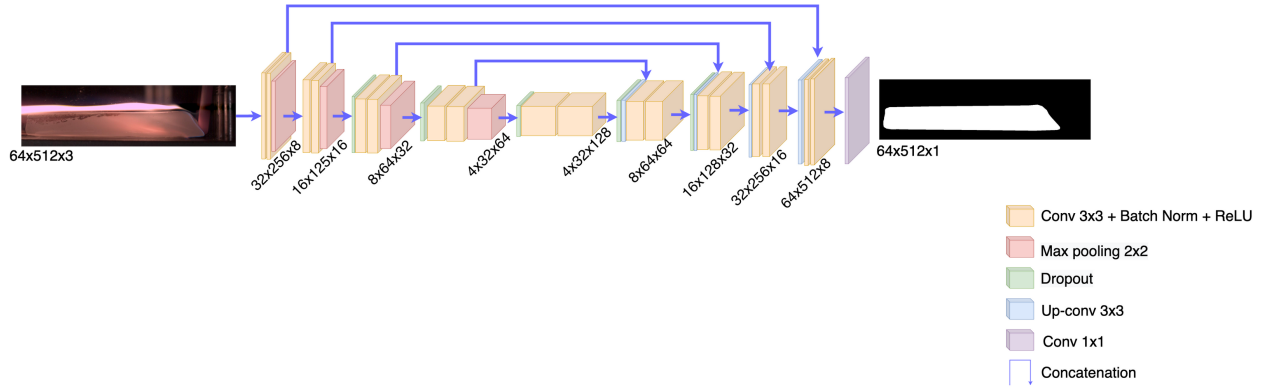 64x512x3
32x256x8
16x125x16
8x64x32
4x32x64
4x32x128
8x64x64
16x128x32
32x256x16
64x512x8
64x512x1
Conv 3x3 + Batch Norm + ReLU
Max pooling 2x2
Dropout
Up-conv 3x3
Conv 1x1
Concatenation